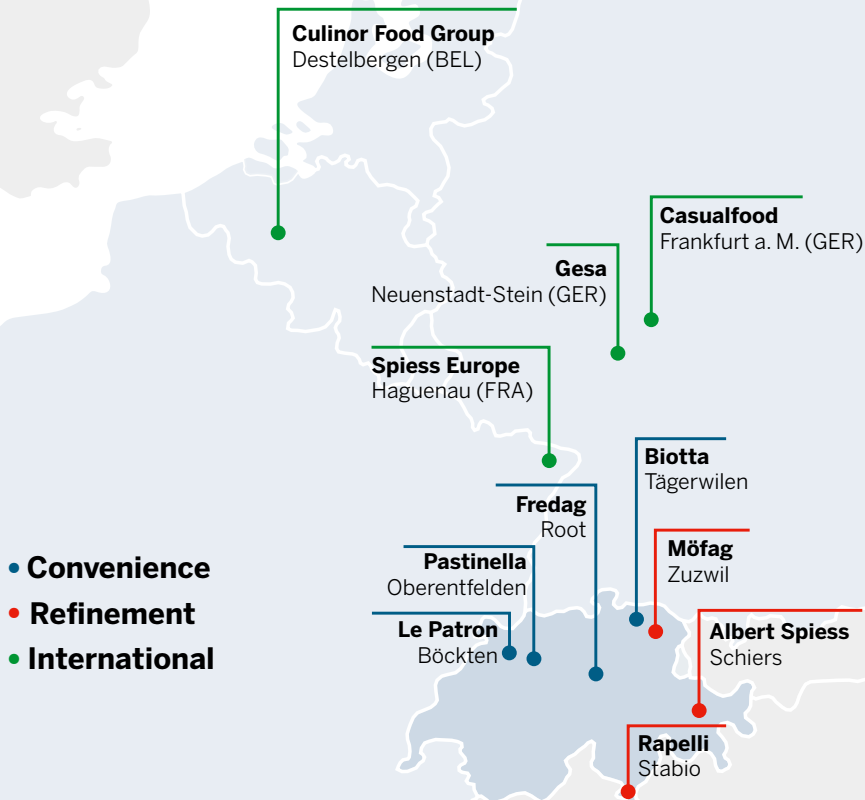 Culinor Food Group
Destelbergen (BEL)
Casualfood
Frankfurt a. M. (GER)
Gesa
Neuenstadt-Stein (GER)
Spiess Europe
Haguenau (FRA)
Biotta
Tägerwilen
Fredag
Root
Möfag
Zuzwil
Pastinella
Oberentfelden
Le Patron
Böckten
Albert Spiess
Schiers
Rapelli
Stabio
• Convenience
• Refinement
• International